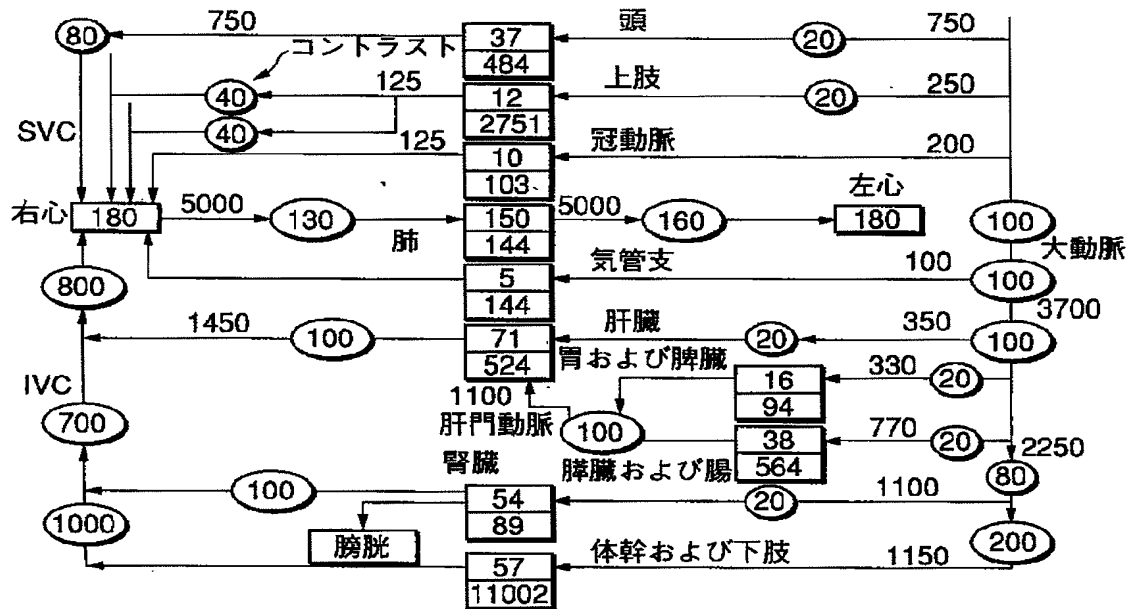 750 頭 750
80 37 20
コントラスト 484
125 上肢 250
40 12 20
40 2751
SVC 125 冠動脈 200
10
103
右心 180 5000 130 150 5000 160 左心 180 100
肺 144 大動脈
気管支 100
800 5 100
144 3700
1450 肝臓 350
100 71 20 100
524 胃および脾臓 330
IVC 1100 16 20
94
700 肝門動脈 100 770
38 20 2250
腎臓 膵臓および腸 564 80
100 54 20 1100
89
1000 膀胱 200
体幹および下肢 1150
57
11002